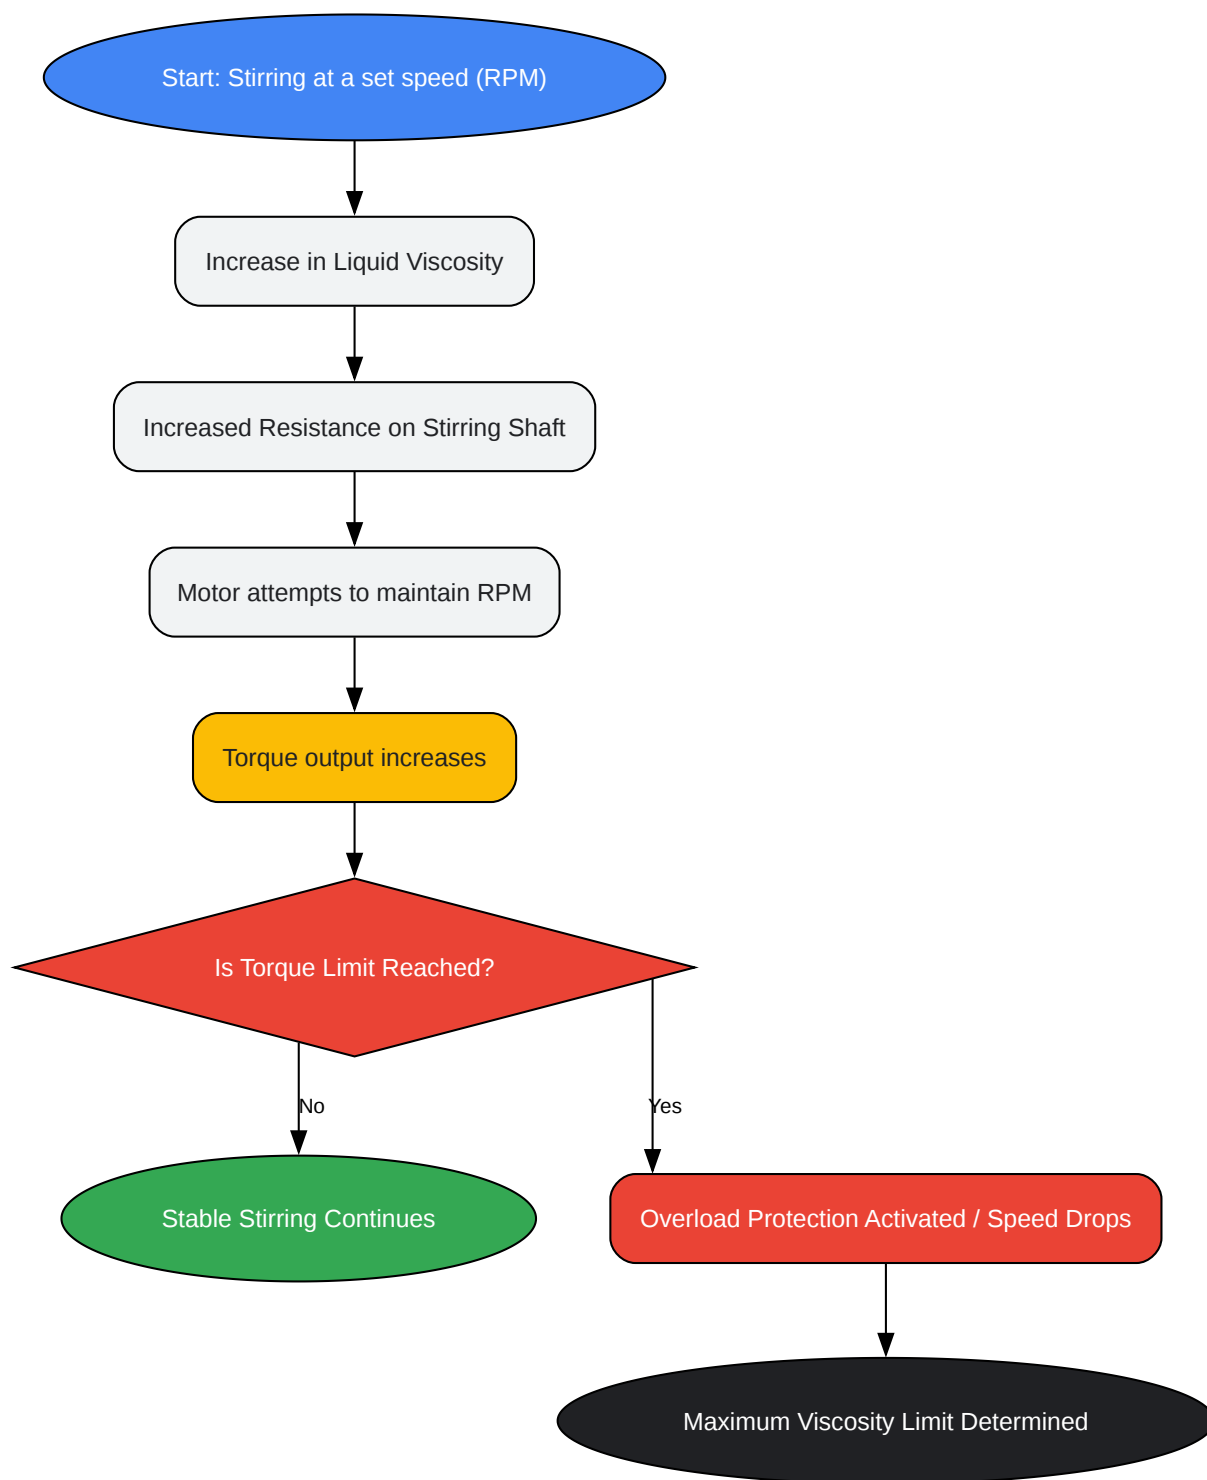 Start: Stirring at a set speed (RPM)
Increase in Liquid Viscosity
Increased Resistance on Stirring Shaft
Motor attempts to maintain RPM
Torque output increases
Is Torque Limit Reached?
No
Yes
Stable Stirring Continues
Overload Protection Activated / Speed Drops
Maximum Viscosity Limit Determined